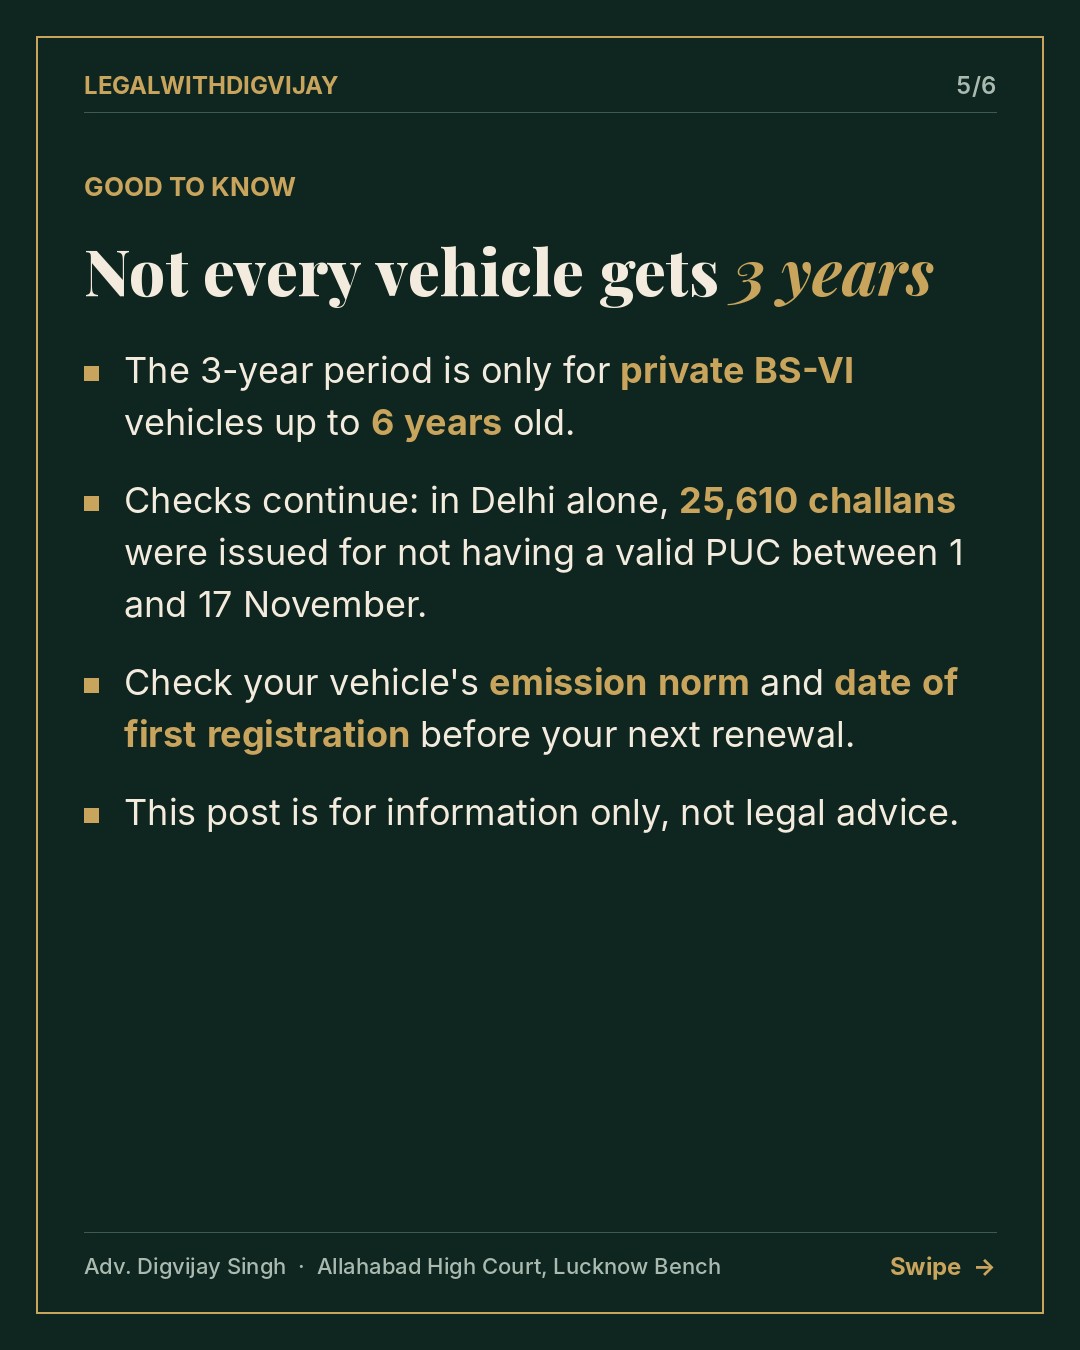 LEGALWITHDIGVIJAY
5/6
GOOD TO KNOW
Not every vehicle gets 3 years
The 3-year period is only for private BS-VI
vehicles up to 6 years old.
Checks continue: in Delhi alone, 25,610 challans
were issued for not having a valid PUC between 1
and 17 November.
Check your vehicle's emission norm and date of
first registration before your next renewal.
This post is for information only, not legal advice.
Adv. Digvijay Singh · Allahabad High Court, Lucknow Bench
Swipe →